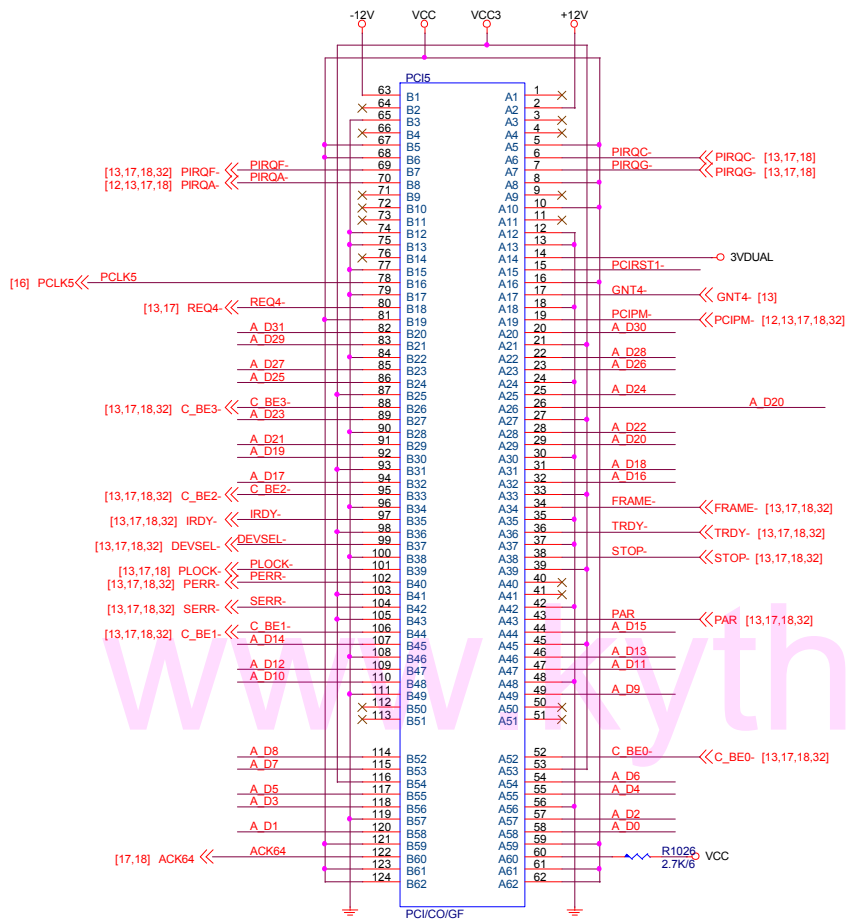 -12V VCC VCC3 +12V
PCI5
63 B1 A1 1
64 B2 A2 2
65 B3 A3 3
66 B4 A4 4
67 B5 A5 5
68 B6 A6 6 PIRQC- PIRQC- [13,17,18]
[13,17,18,32] PIRQF- PIRQF- 69 B7 A7 7 PIRQG- PIRQG- [13,17,18]
[12,13,17,18] PIRQA- PIRQA- 70 B8 A8 8
71 B9 A9 9
72 B10 A10 10
73 B11 A11 11
74 B12 A12 12
75 B13 A13 13
76 B14 A14 14 3VDUAL
77 B15 A15 15 PCIRST1-
[16] PCLK5 PCLK5 78 B16 A16 16
79 B17 A17 17 GNT4- GNT4- [13]
[13,17] REQ4- REQ4- 80 B18 A18 18
81 B19 A19 19 PCIPM- PCIPM- [12,13,17,18,32]
A_D31 82 B20 A20 20 A_D30
A_D29 83 B21 A21 21
84 B22 A22 22 A_D28
A_D27 85 B23 A23 23 A_D26
A_D25 86 B24 A24 24
87 B25 A25 25 A_D24
[13,17,18,32] C_BE3- C_BE3- 88 B26 A26 26 A_D20
A_D23 89 B27 A27 27
90 B28 A28 28 A_D22
A_D21 91 B29 A29 29 A_D20
A_D19 92 B30 A30 30
93 B31 A31 31 A_D18
A_D17 94 B32 A32 32 A_D16
[13,17,18,32] C_BE2- C_BE2- 95 B33 A33 33
96 B34 A34 34 FRAME- FRAME- [13,17,18,32]
[13,17,18,32] IRDY- IRDY- 97 B35 A35 35
98 B36 A36 36 TRDY- TRDY- [13,17,18,32]
[13,17,18,32] DEVSEL- DEVSEL- 99 B37 A37 37
100 B38 A38 38 STOP- STOP- [13,17,18,32]
[13,17,18] PLOCK- PLOCK- 101 B39 A39 39
[13,17,18,32] PERR- PERR- 102 B40 A40 40
103 B41 A41 41
[13,17,18,32] SERR- SERR- 104 B42 A42 42
105 B43 A43 43 PAR PAR [13,17,18,32]
[13,17,18,32] C_BE1- C_BE1- 106 B44 A44 44 A_D15
A_D14 107 B45 A45 45
108 B46 A46 46 A_D13
A_D12 109 B47 A47 47 A_D11
A_D10 110 B48 A48 48
111 B49 A49 49 A_D9
112 B50 A50 50
113 B51 A51 51
www.kyth
A_D8 114 B52 A52 52 C_BE0- C_BE0- [13,17,18,32]
A_D7 115 B53 A53 53
116 B54 A54 54 A_D6
A_D5 117 B55 A55 55 A_D4
A_D3 118 B56 A56 56
119 B57 A57 57 A_D2
A_D1 120 B58 A58 58 A_D0
121 B59 A59 59
[17,18] ACK64 ACK64 122 B60 A60 60 R1026 VCC
123 B61 A61 61 2.7K/6
124 B62 A62 62
PCI/CO/GF